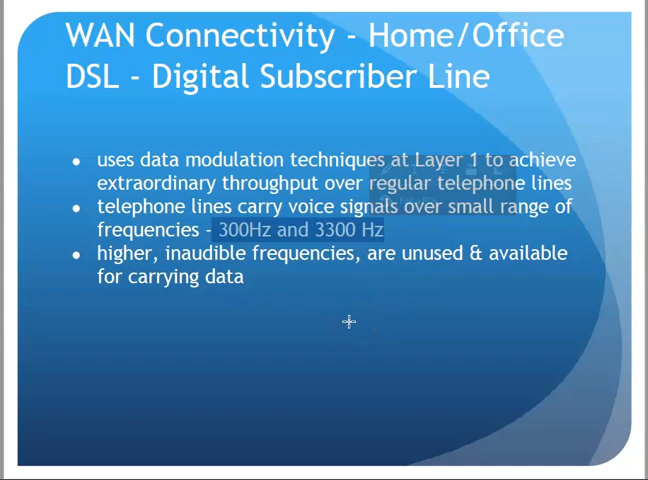 WAN Connectivity - Home/Office
DSL - Digital Subscriber Line
● uses data modulation techniques at Layer 1 to achieve
extraordinary throughput over regular telephone lines
● telephone lines carry voice signals over small range of
frequencies - 300Hz and 3300 Hz
● higher, inaudible frequencies, are unused & available
for carrying data